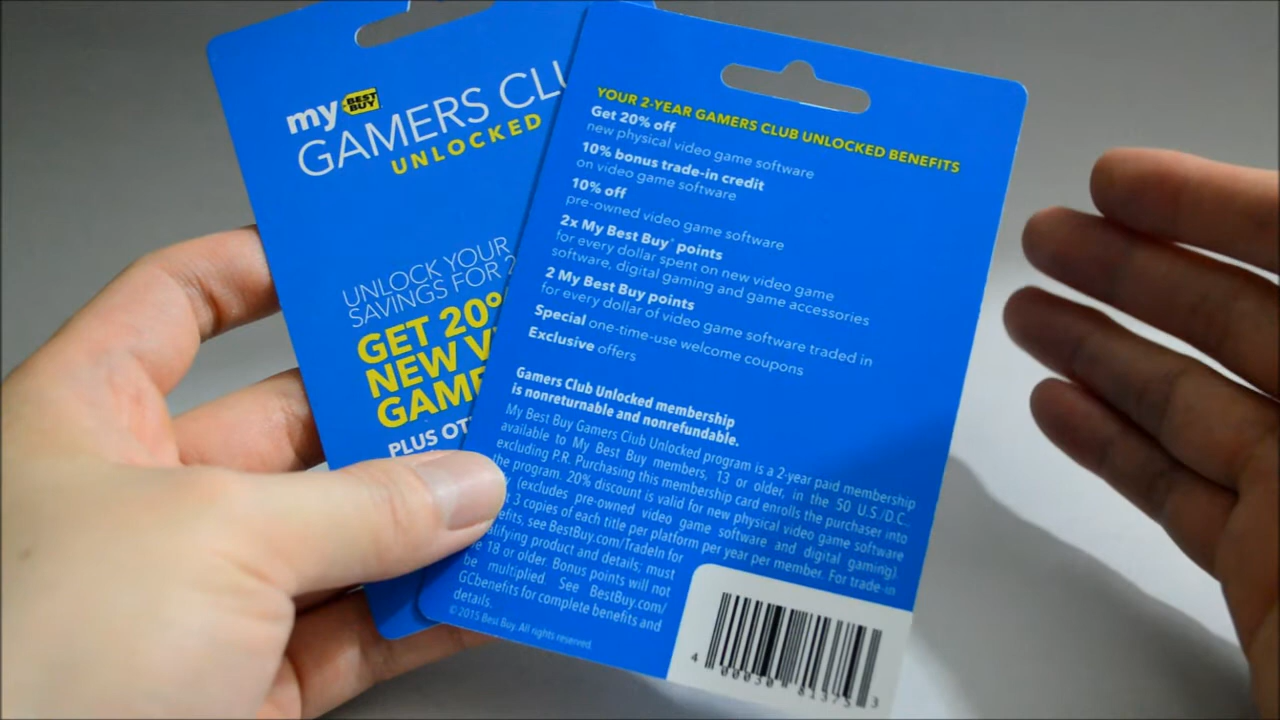 my BEST BUY
GAMERS CLU
UNLOCKED
UNLOCK YOUR
SAVINGS FOR 2
GET 20%
NEW V
GAME
PLUS OT
YOUR 2-YEAR GAMERS CLUB UNLOCKED BENEFITS
Get 20% off
new physical video game software
10% bonus trade-in credit
on video game software
10% off
pre-owned video game software
2x My Best Buy® points
for every dollar spent on new video game
software, digital gaming and game accessories
2 My Best Buy points
for every dollar of video game software traded in
Special one-time-use welcome coupons
Exclusive offers
Gamers Club Unlocked membership
is nonreturnable and nonrefundable.
My Best Buy Gamers Club Unlocked program is a 2-year paid membership
available to My Best Buy members, 13 or older, in the 50 U.S./D.C.,
excluding P.R. Purchasing this membership card enrolls the purchaser into
the program. 20% discount is valid for new physical video game software
(excludes pre-owned video game software and digital gaming)
3 copies of each title per platform per year per member. For trade-in
efits, see BestBuy.com/TradeIn for
alifying product and details; must
18 or older. Bonus points will not
be multiplied. See BestBuy.com/
GCbenefits for complete benefits and
details.
© 2015 Best Buy. All rights reserved.